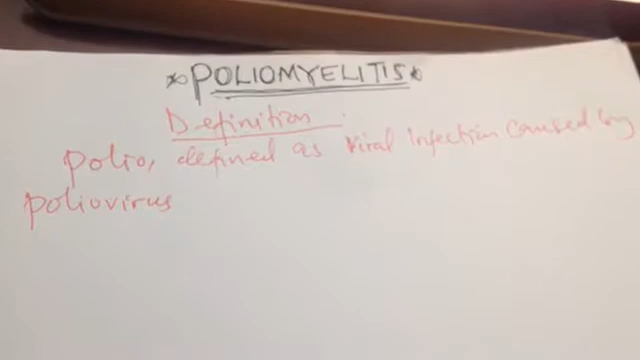 *POLIOMYELITIS*
Definition.
Polio, defined as viral infection caused by
poliovirus